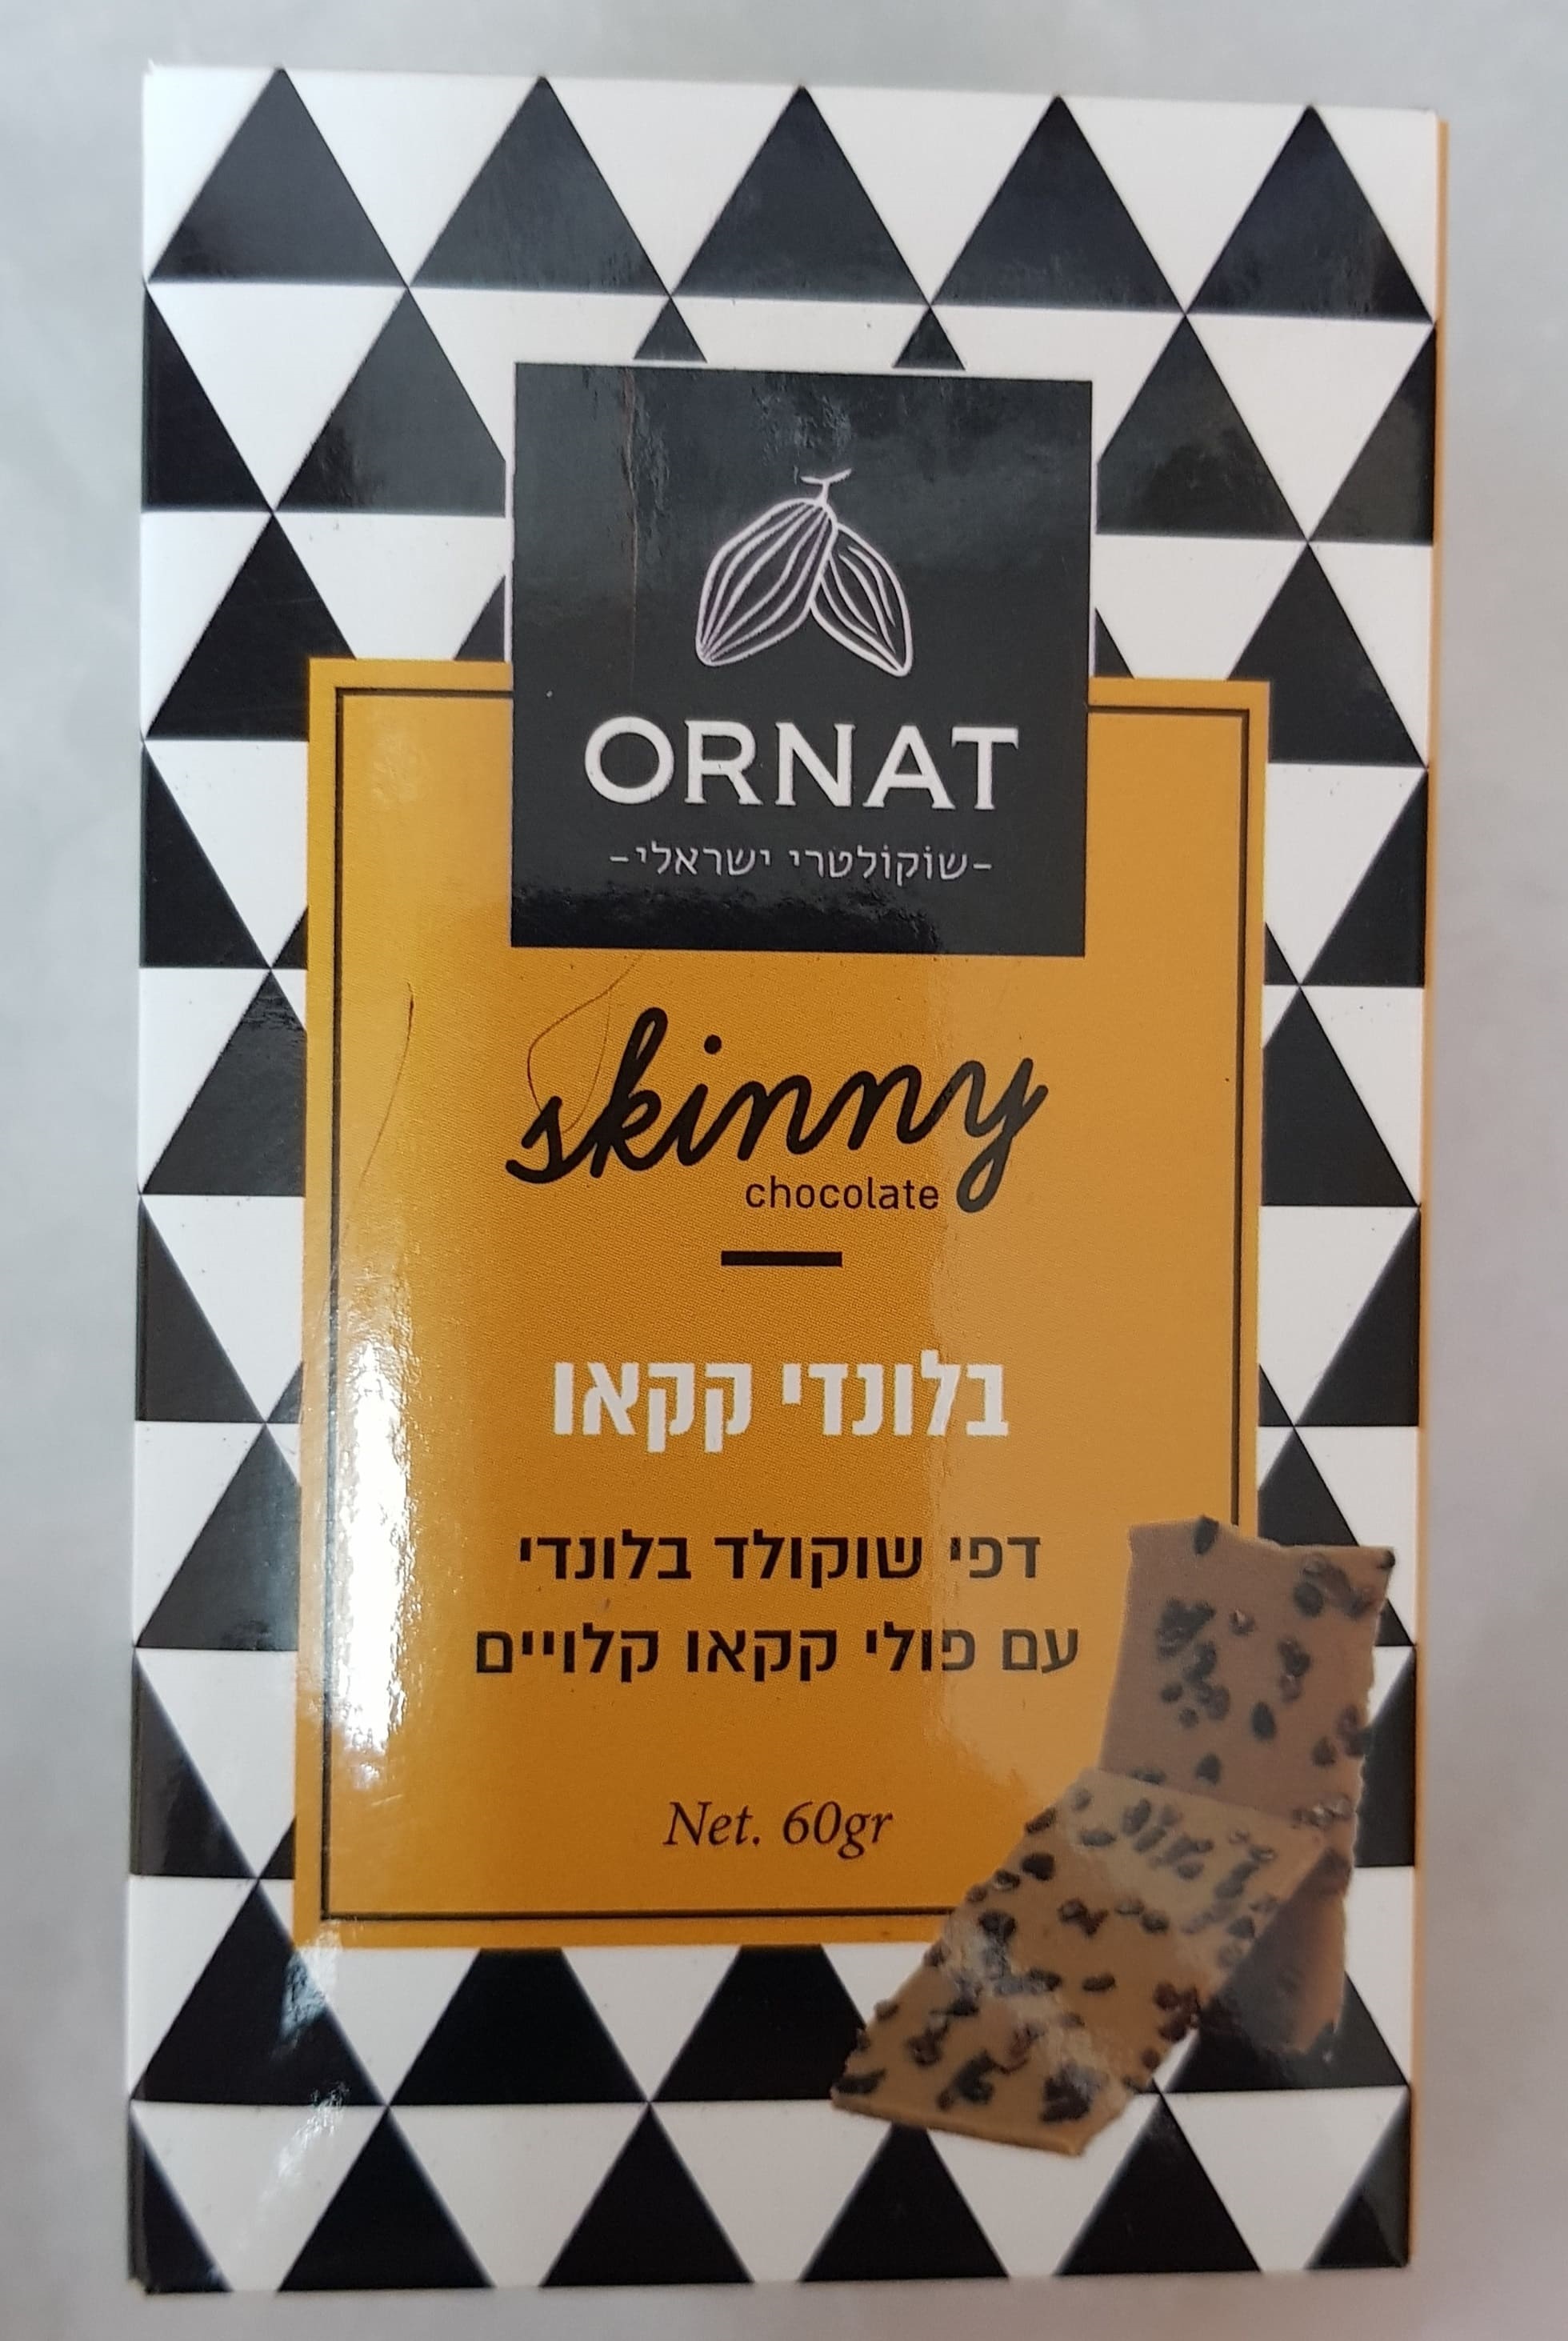 ORNAT
-שוקולטרי ישראלי-
skinny
chocolate
בלונדי קקאו
דפי שוקולד בלונדי
עם פולי קקאו קלויים
Net. 60gr